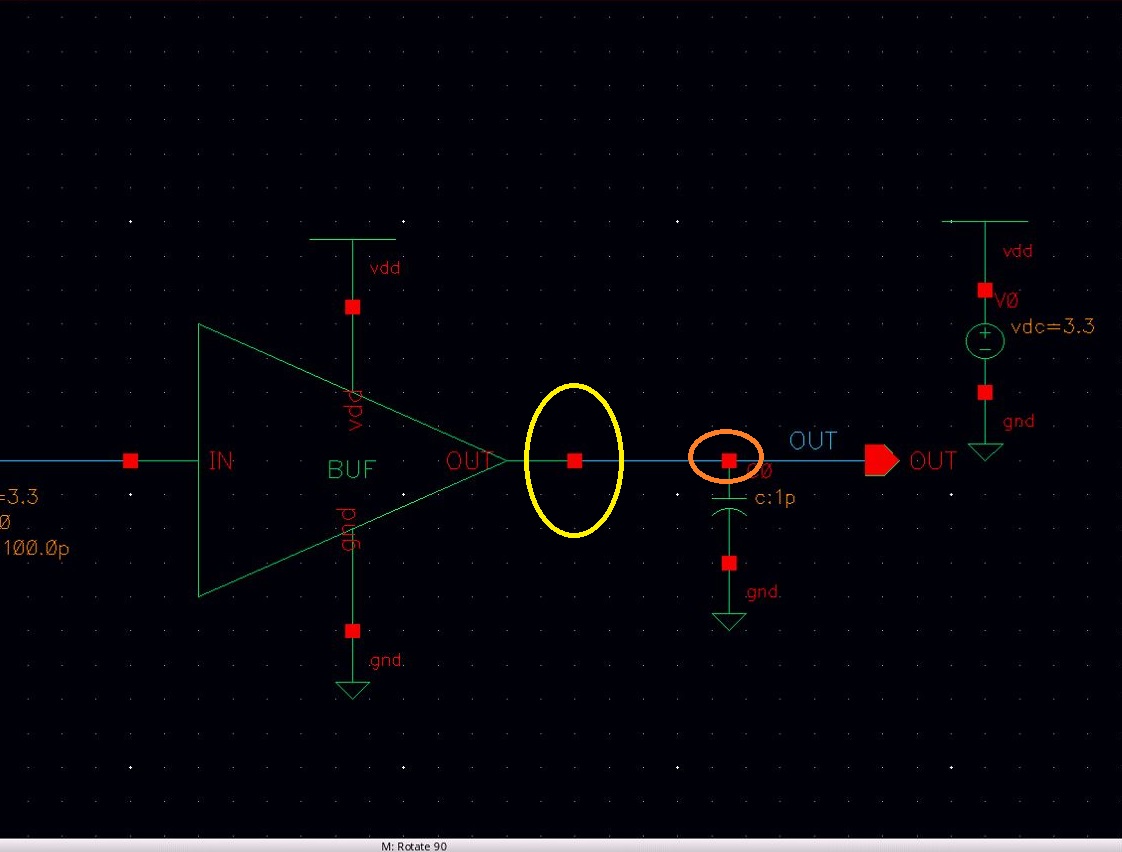 vdd
vdd
V0
vdc=3.3
vdd
gnd
OUT
IN
BUF
OUT
C0
OUT
=3.3
0
100.0p
c:1p
gnd
gnd
gnd
M: Rotate 90